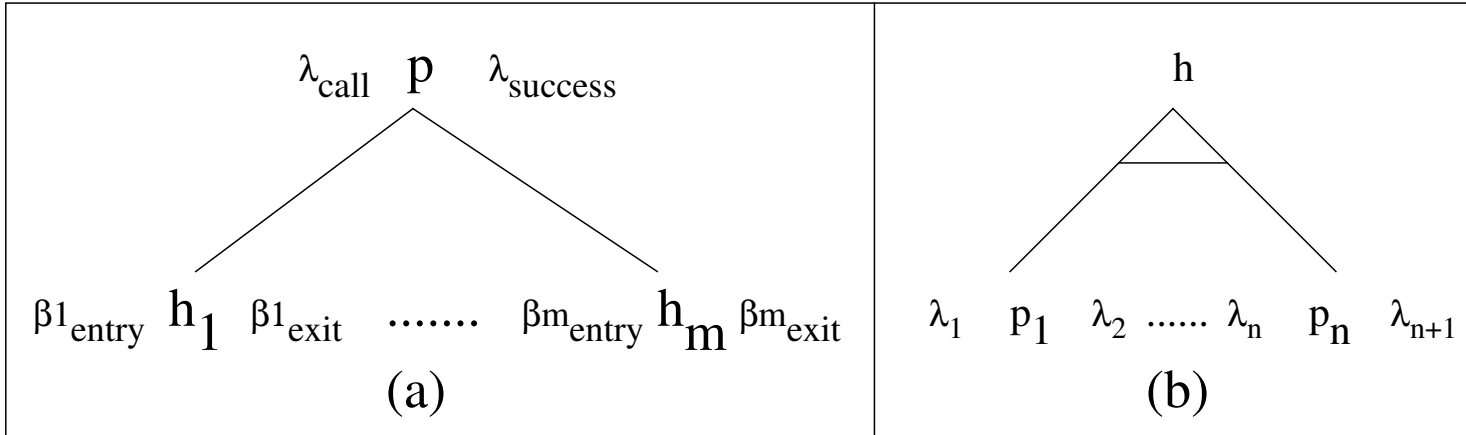 λcall p λsuccess
β1entry h1 β1exit ....... βmentry hm βmexit
(a)
h
λ1 p1 λ2 ...... λn pn λn+1
(b)